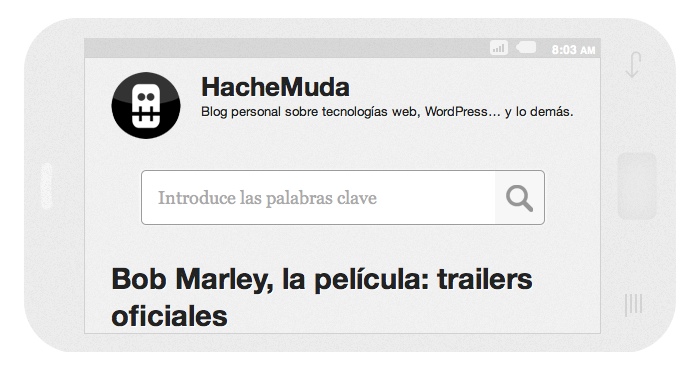 8:03 AM
HacheMuda
Blog personal sobre tecnologías web, WordPress... y lo demás.
Introduce las palabras clave
Bob Marley, la película: trailers
oficiales